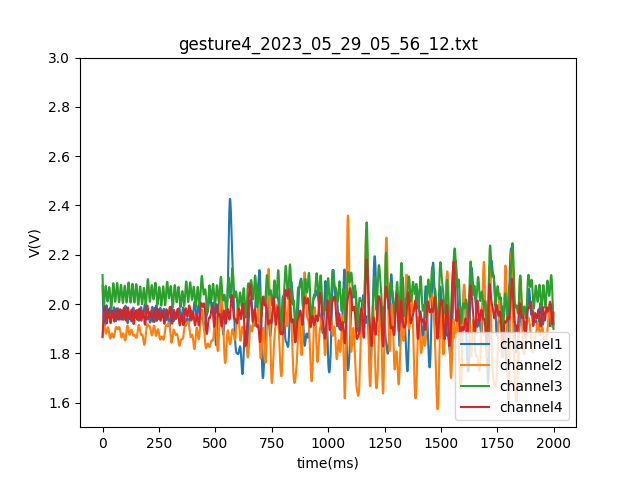 gesture4_2023_05_29_05_56_12.txt
3.0
2.8
2.6
2.4
2.2
2.0
1.8
1.6
V(V)
channel1
channel2
channel3
channel4
0 250 500 750 1000 1250 1500 1750 2000
time(ms)